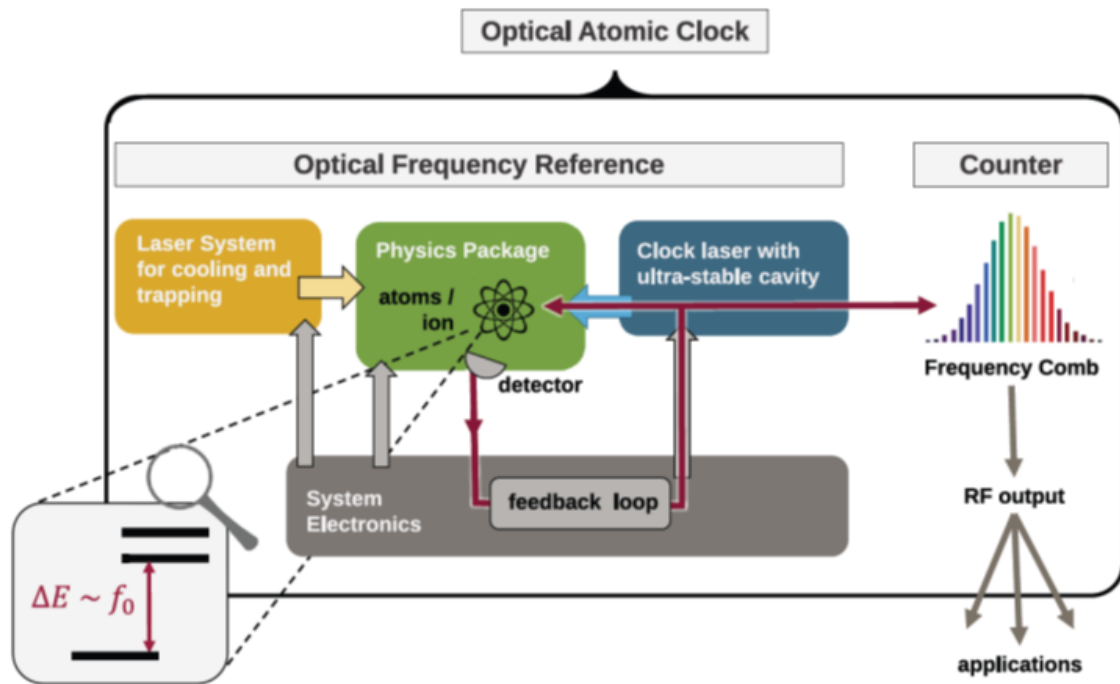 Optical Atomic Clock
Optical Frequency Reference
Counter
Laser System
for cooling and
trapping
Physics Package
atoms /
ion
Clock laser with
ultra-stable cavity
detector
Frequency Comb
System
Electronics
feedback loop
RF output
ΔE ~ f₀
applications